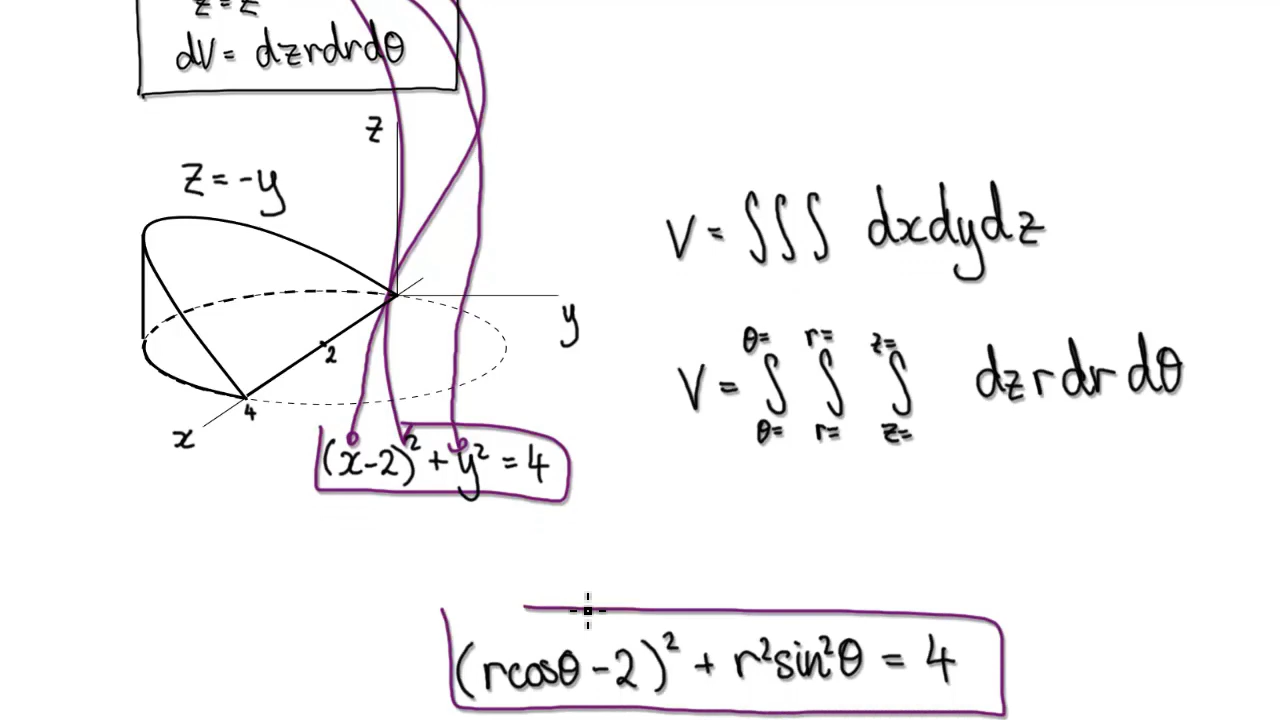 z = z
dV = dzrdrdθ
z
z = -y
V = ∫∫∫ dxdydz
y
2
θ= r= z=
V = ∫ ∫ ∫ dzrdrdθ
θ= r= z=
4
x
(x-2)² + y² = 4
(rcosθ - 2)² + r²sin²θ = 4